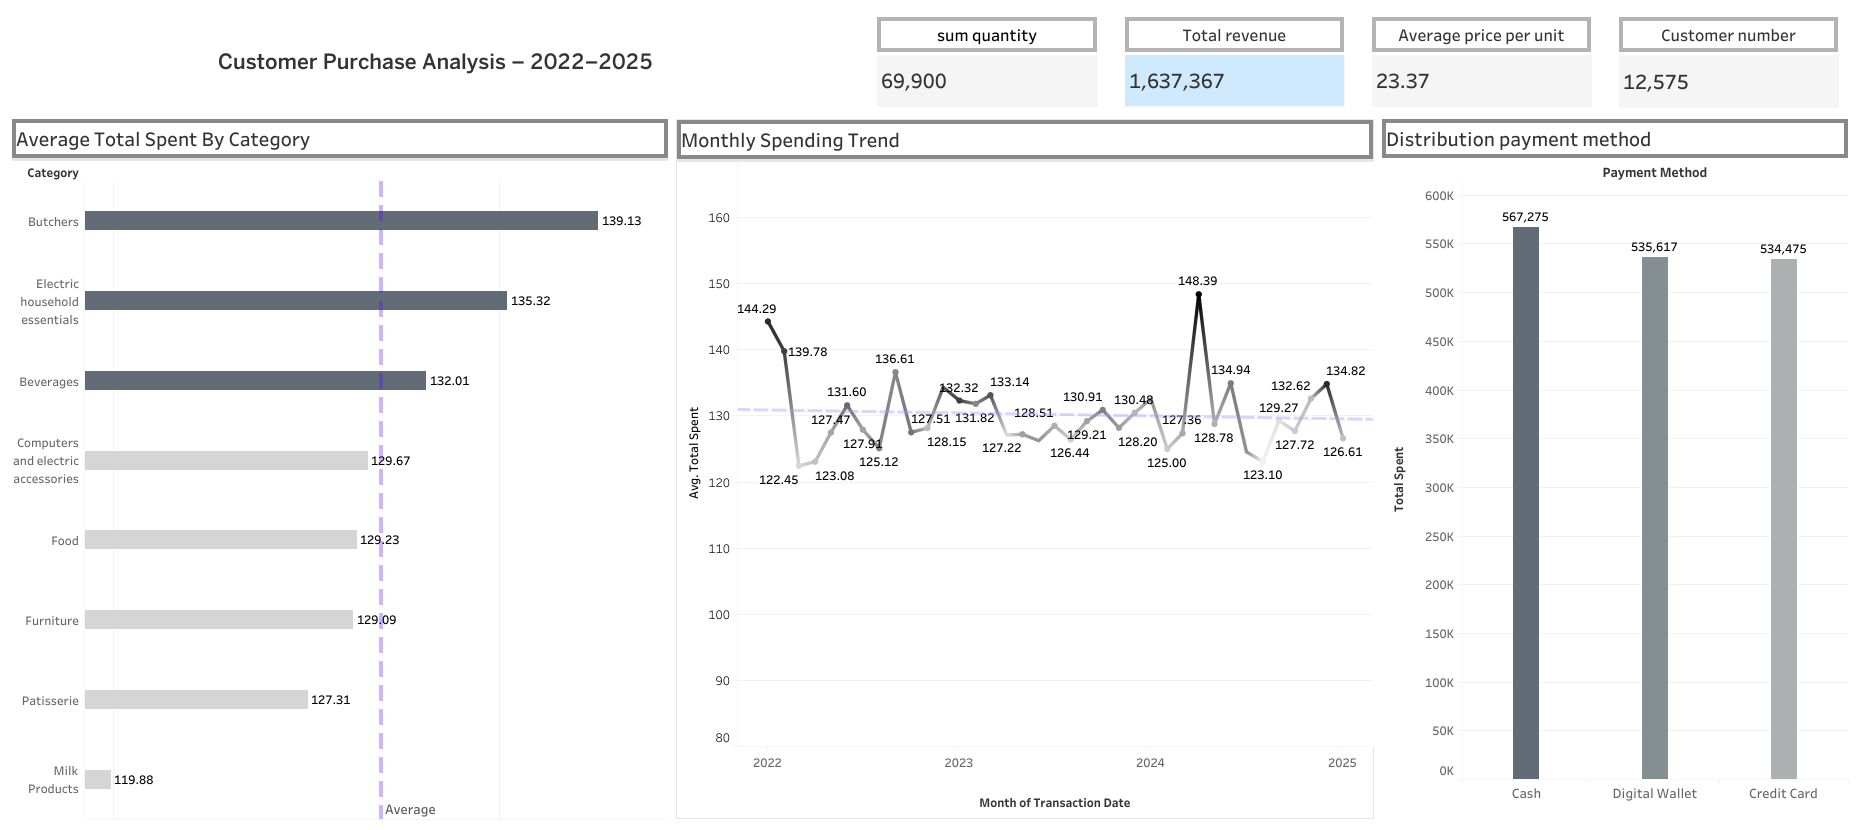 Customer Purchase Analysis – 2022–2025
sum quantity
69,900
Total revenue
1,637,367
Average price per unit
23.37
Customer number
12,575
Average Total Spent By Category
Category
Butchers
139.13
Electric
household
essentials
135.32
Beverages
132.01
Computers
and electric
accessories
129.67
Food
129.23
Furniture
129.09
Patisserie
127.31
Milk
Products
119.88
Average
Monthly Spending Trend
Avg. Total Spent
160
150
140
130
120
110
100
90
80
144.29
139.78
122.45
123.08
127.47
131.60
127.91
125.12
136.61
127.51
128.15
132.32
131.82
133.14
127.22
128.51
126.44
129.21
130.91
128.20
130.48
125.00
127.36
148.39
128.78
134.94
123.10
129.27
127.72
132.62
134.82
126.61
2022
2023
2024
2025
Month of Transaction Date
Distribution payment method
Payment Method
Total Spent
600K
550K
500K
450K
400K
350K
300K
250K
200K
150K
100K
50K
0K
567,275
535,617
534,475
Cash
Digital Wallet
Credit Card